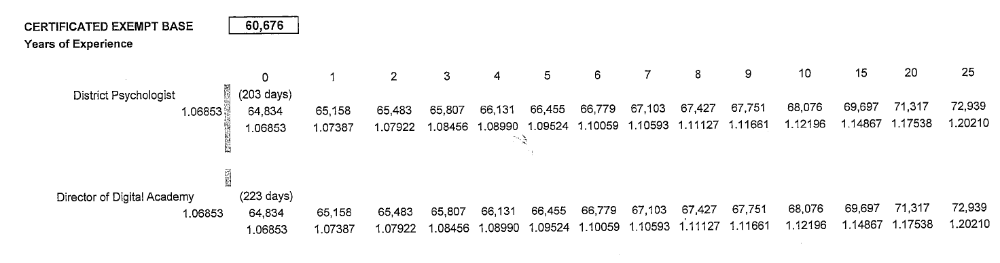 CERTIFICATED EXEMPT BASE 60,676
Years of Experience
0 1 2 3 4 5 6 7 8 9 10 15 20 25
District Psychologist (203 days)
1.06853 64,834 65,158 65,483 65,807 66,131 66,455 66,779 67,103 67,427 67,751 68,076 69,697 71,317 72,939
1.06853 1.07387 1.07922 1.08456 1.08990 1.09524 1.10059 1.10593 1.11127 1.11661 1.12196 1.14867 1.17538 1.20210
Director of Digital Academy (223 days)
1.06853 64,834 65,158 65,483 65,807 66,131 66,455 66,779 67,103 67,427 67,751 68,076 69,697 71,317 72,939
1.06853 1.07387 1.07922 1.08456 1.08990 1.09524 1.10059 1.10593 1.11127 1.11661 1.12196 1.14867 1.17538 1.20210